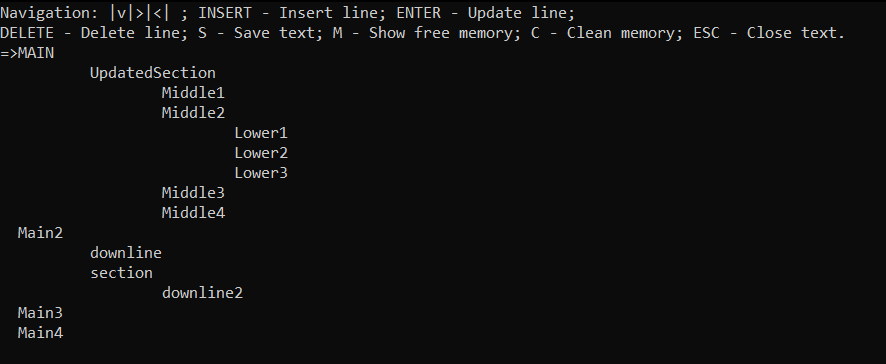 Navigation: |v|>|<| ; INSERT - Insert line; ENTER - Update line;
DELETE - Delete line; S - Save text; M - Show free memory; C - Clean memory; ESC - Close text.
=>MAIN
UpdatedSection
Middle1
Middle2
Lower1
Lower2
Lower3
Middle3
Middle4
Main2
downline
section
downline2
Main3
Main4